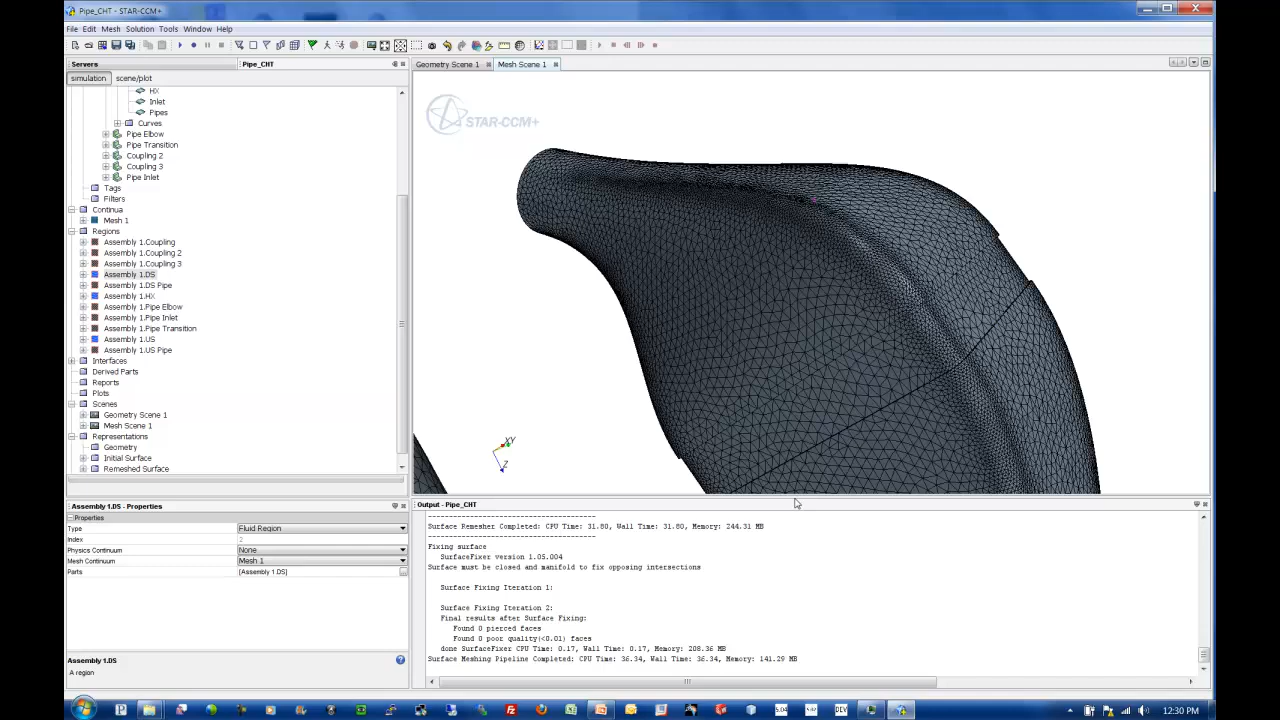 Pipe_CHT - STAR-CCM+
File Edit Mesh Solution Tools Window Help
Servers
Pipe_CHT
simulation
scene/plot
Geometry Scene 1
Mesh Scene 1
STAR-CCM+
HX
Inlet
Pipes
Curves
Pipe Elbow
Pipe Transition
Coupling 2
Coupling 3
Pipe Inlet
Tags
Filters
Continua
Mesh 1
Regions
Assembly 1.Coupling
Assembly 1.Coupling 2
Assembly 1.Coupling 3
Assembly 1.DS
Assembly 1.DS Pipe
Assembly 1.HX
Assembly 1.Pipe Elbow
Assembly 1.Pipe Inlet
Assembly 1.Pipe Transition
Assembly 1.US
Assembly 1.US Pipe
Interfaces
Derived Parts
Reports
Plots
Scenes
Geometry Scene 1
Mesh Scene 1
Representations
Geometry
Initial Surface
Remeshed Surface
XY
Z
Assembly 1.DS - Properties
Properties
Type Fluid Region
Index 2
Physics Continuum None
Mesh Continuum Mesh 1
Parts [Assembly 1.DS]
Assembly 1.DS
A region
Output - Pipe_CHT
----------------------------------------
Surface Remesher Completed: CPU Time: 31.80, Wall Time: 31.80, Memory: 244.31 MB
----------------------------------------
Fixing surface
SurfaceFixer version 1.05.004
Surface must be closed and manifold to fix opposing intersections
Surface Fixing Iteration 1:
Surface Fixing Iteration 2:
Final results after Surface Fixing:
Found 0 pierced faces
Found 0 poor quality(<0.01) faces
done SurfaceFixer CPU Time: 0.17, Wall Time: 0.17, Memory: 208.36 MB
Surface Meshing Pipeline Completed: CPU Time: 36.34, Wall Time: 36.34, Memory: 141.29 MB
5.04
DEV
12:30 PM